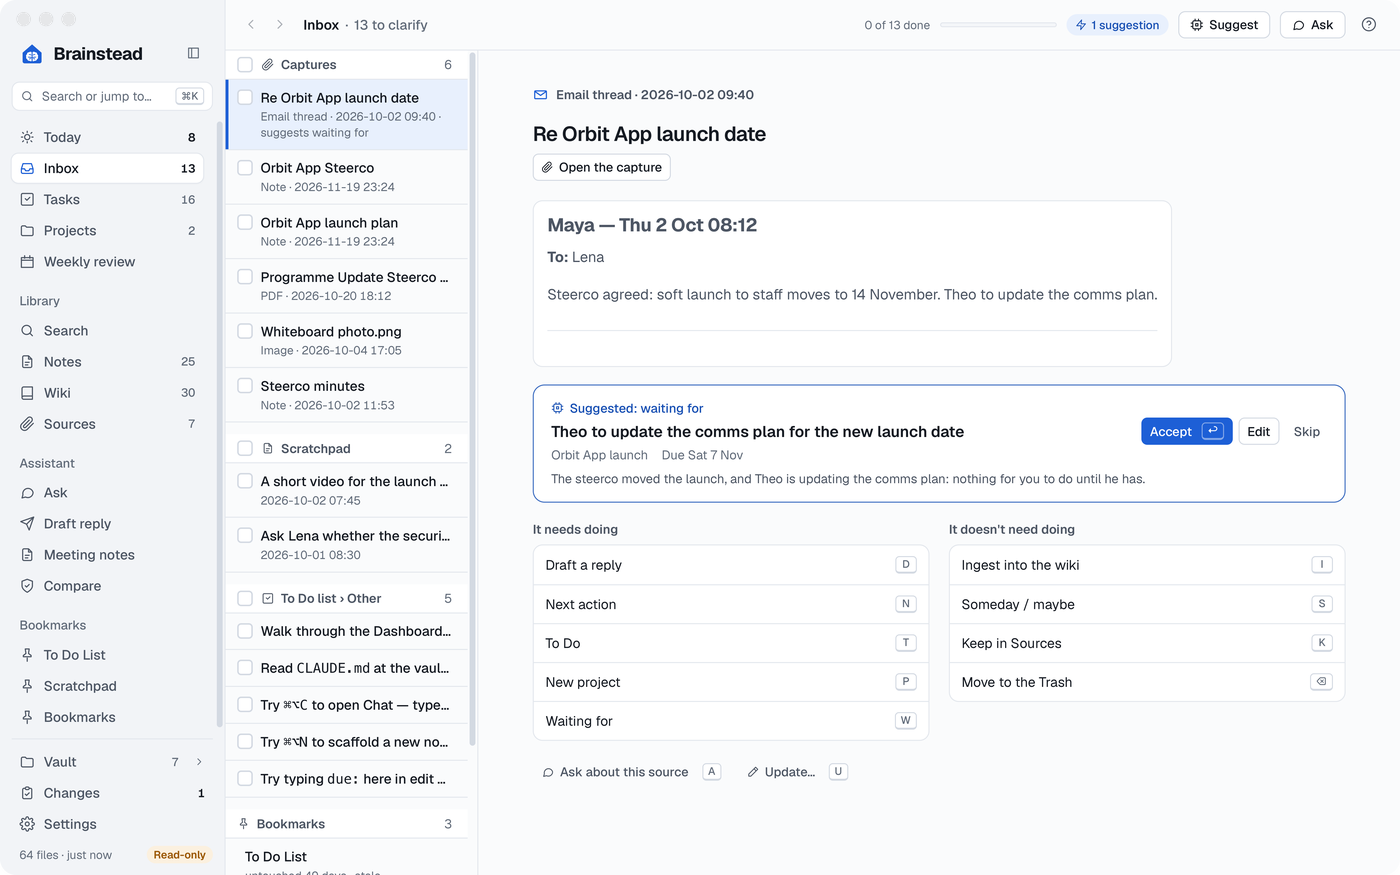 Brainstead
Search or jump to... ⌘K
Today 8
Inbox 13
Tasks 16
Projects 2
Weekly review
Library
Search
Notes 25
Wiki 30
Sources 7
Assistant
Ask
Draft reply
Meeting notes
Compare
Bookmarks
To Do List
Scratchpad
Bookmarks
Vault 7
Changes 1
Settings
64 files · just now Read-only
Inbox · 13 to clarify
0 of 13 done
1 suggestion
Suggest
Ask
Captures 6
Re Orbit App launch date
Email thread · 2026-10-02 09:40 ·
suggests waiting for
Orbit App Steerco
Note · 2026-11-19 23:24
Orbit App launch plan
Note · 2026-11-19 23:24
Programme Update Steerco ...
PDF · 2026-10-20 18:12
Whiteboard photo.png
Image · 2026-10-04 17:05
Steerco minutes
Note · 2026-10-02 11:53
Scratchpad 2
A short video for the launch ...
2026-10-02 07:45
Ask Lena whether the securi...
2026-10-01 08:30
To Do list › Other 5
Walk through the Dashboard...
Read CLAUDE.md at the vaul...
Try ⌘⌥C to open Chat — type...
Try ⌘⌥N to scaffold a new no...
Try typing due: here in edit ...
Bookmarks 3
To Do List
Email thread · 2026-10-02 09:40
Re Orbit App launch date
Open the capture
Maya — Thu 2 Oct 08:12
To: Lena
Steerco agreed: soft launch to staff moves to 14 November. Theo to update the comms plan.
Suggested: waiting for
Theo to update the comms plan for the new launch date
Orbit App launch Due Sat 7 Nov
The steerco moved the launch, and Theo is updating the comms plan: nothing for you to do until he has.
Accept
Edit
Skip
It needs doing
Draft a reply D
Next action N
To Do T
New project P
Waiting for W
It doesn't need doing
Ingest into the wiki I
Someday / maybe S
Keep in Sources K
Move to the Trash
Ask about this source A
Update... U